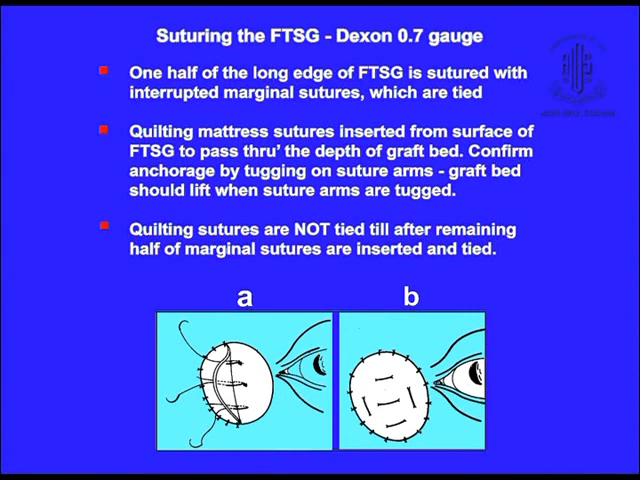 Suturing the FTSG - Dexon 0.7 gauge
One half of the long edge of FTSG is sutured with
interrupted marginal sutures, which are tied
Quilting mattress sutures inserted from surface of
FTSG to pass thru' the depth of graft bed. Confirm
anchorage by tugging on suture arms - graft bed
should lift when suture arms are tugged.
Quilting sutures are NOT tied till after remaining
half of marginal sutures are inserted and tied.
a
b